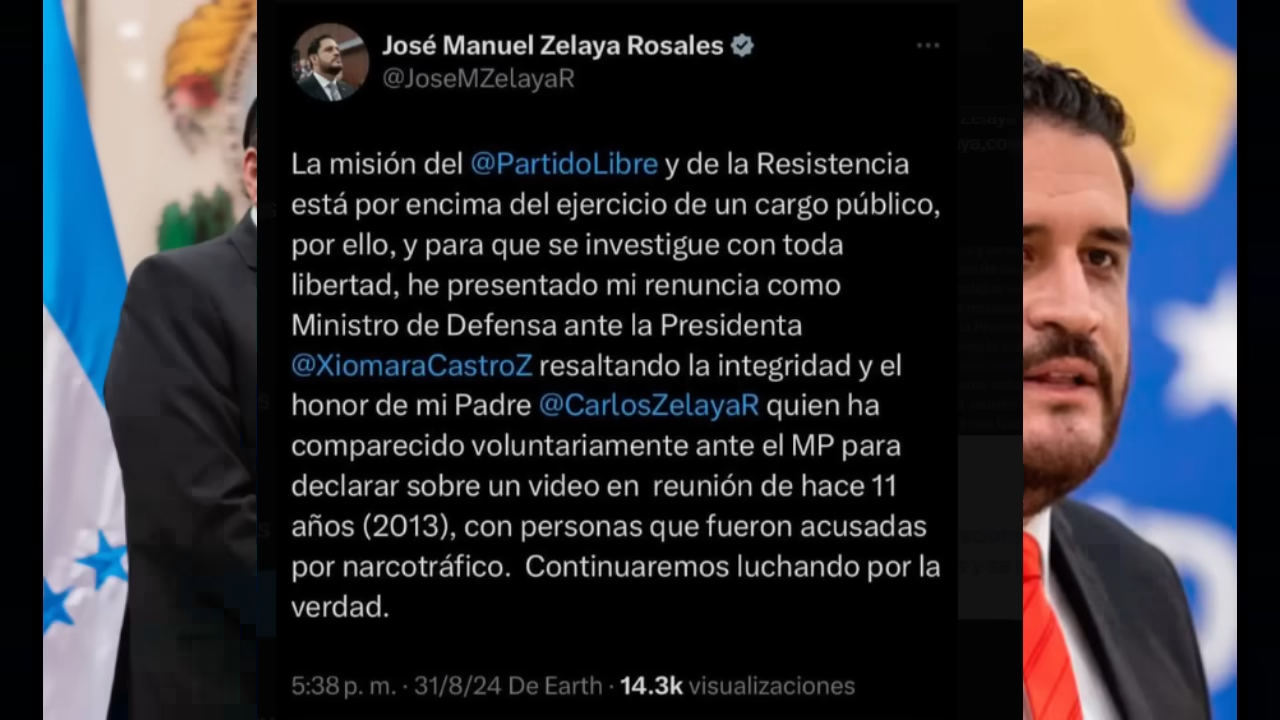 José Manuel Zelaya Rosales
@JoseMZelayaR
La misión del @PartidoLibre y de la Resistencia
está por encima del ejercicio de un cargo público,
por ello, y para que se investigue con toda
libertad, he presentado mi renuncia como
Ministro de Defensa ante la Presidenta
@XiomaraCastroZ resaltando la integridad y el
honor de mi Padre @CarlosZelayaR quien ha
comparecido voluntariamente ante el MP para
declarar sobre un video en  reunión de hace 11
años (2013), con personas que fueron acusadas
por narcotráfico.  Continuaremos luchando por la
verdad.
5:38 p. m. · 31/8/24 De Earth · 14.3k visualizaciones